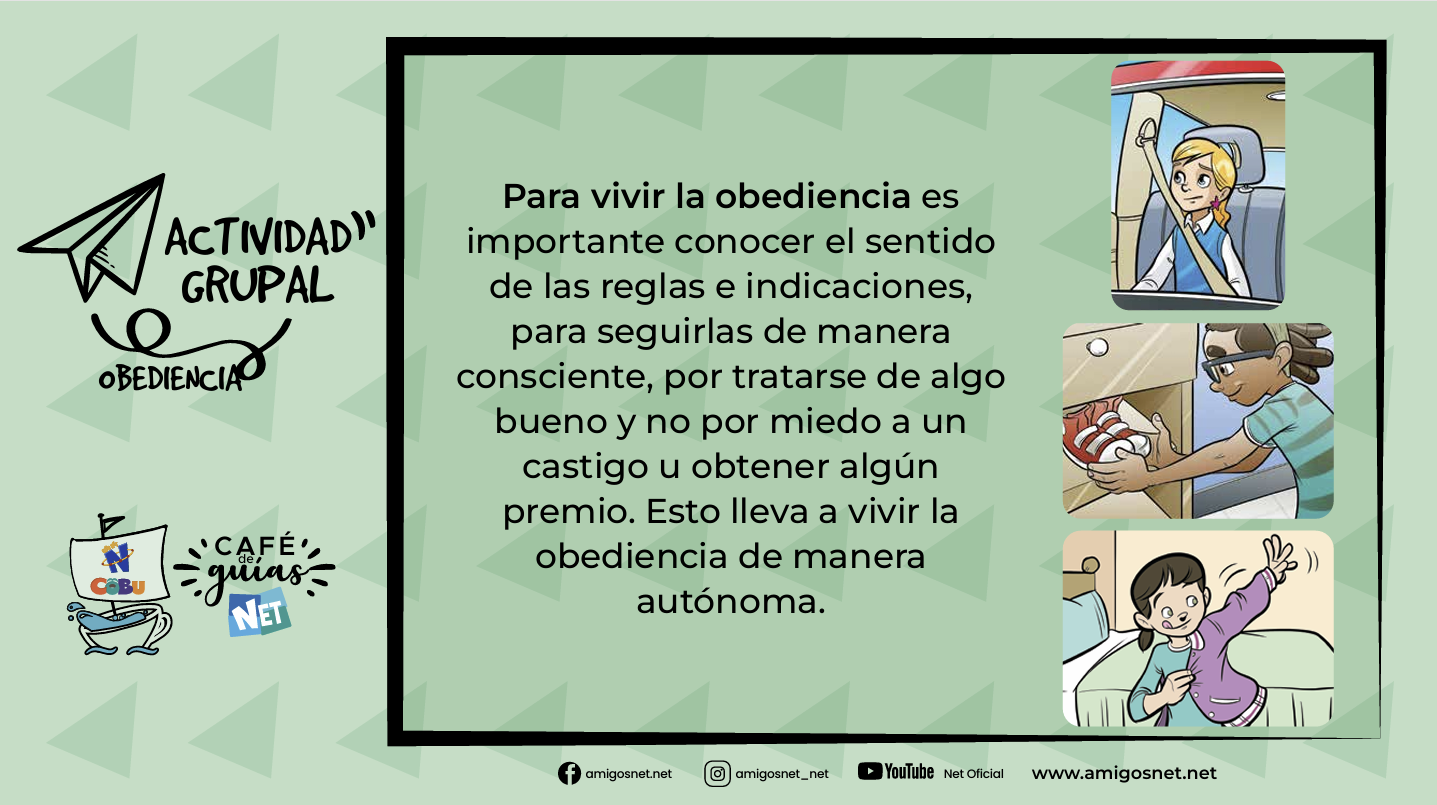 ACTIVIDAD
GRUPAL
OBEDIENCIA
N
COBU
CAFÉ
de
guías
NET
Para vivir la obediencia es
importante conocer el sentido
de las reglas e indicaciones,
para seguirlas de manera
consciente, por tratarse de algo
bueno y no por miedo a un
castigo u obtener algún
premio. Esto lleva a vivir la
obediencia de manera
autónoma.
amigosnet.net amigosnet_net YouTube Net Oficial www.amigosnet.net